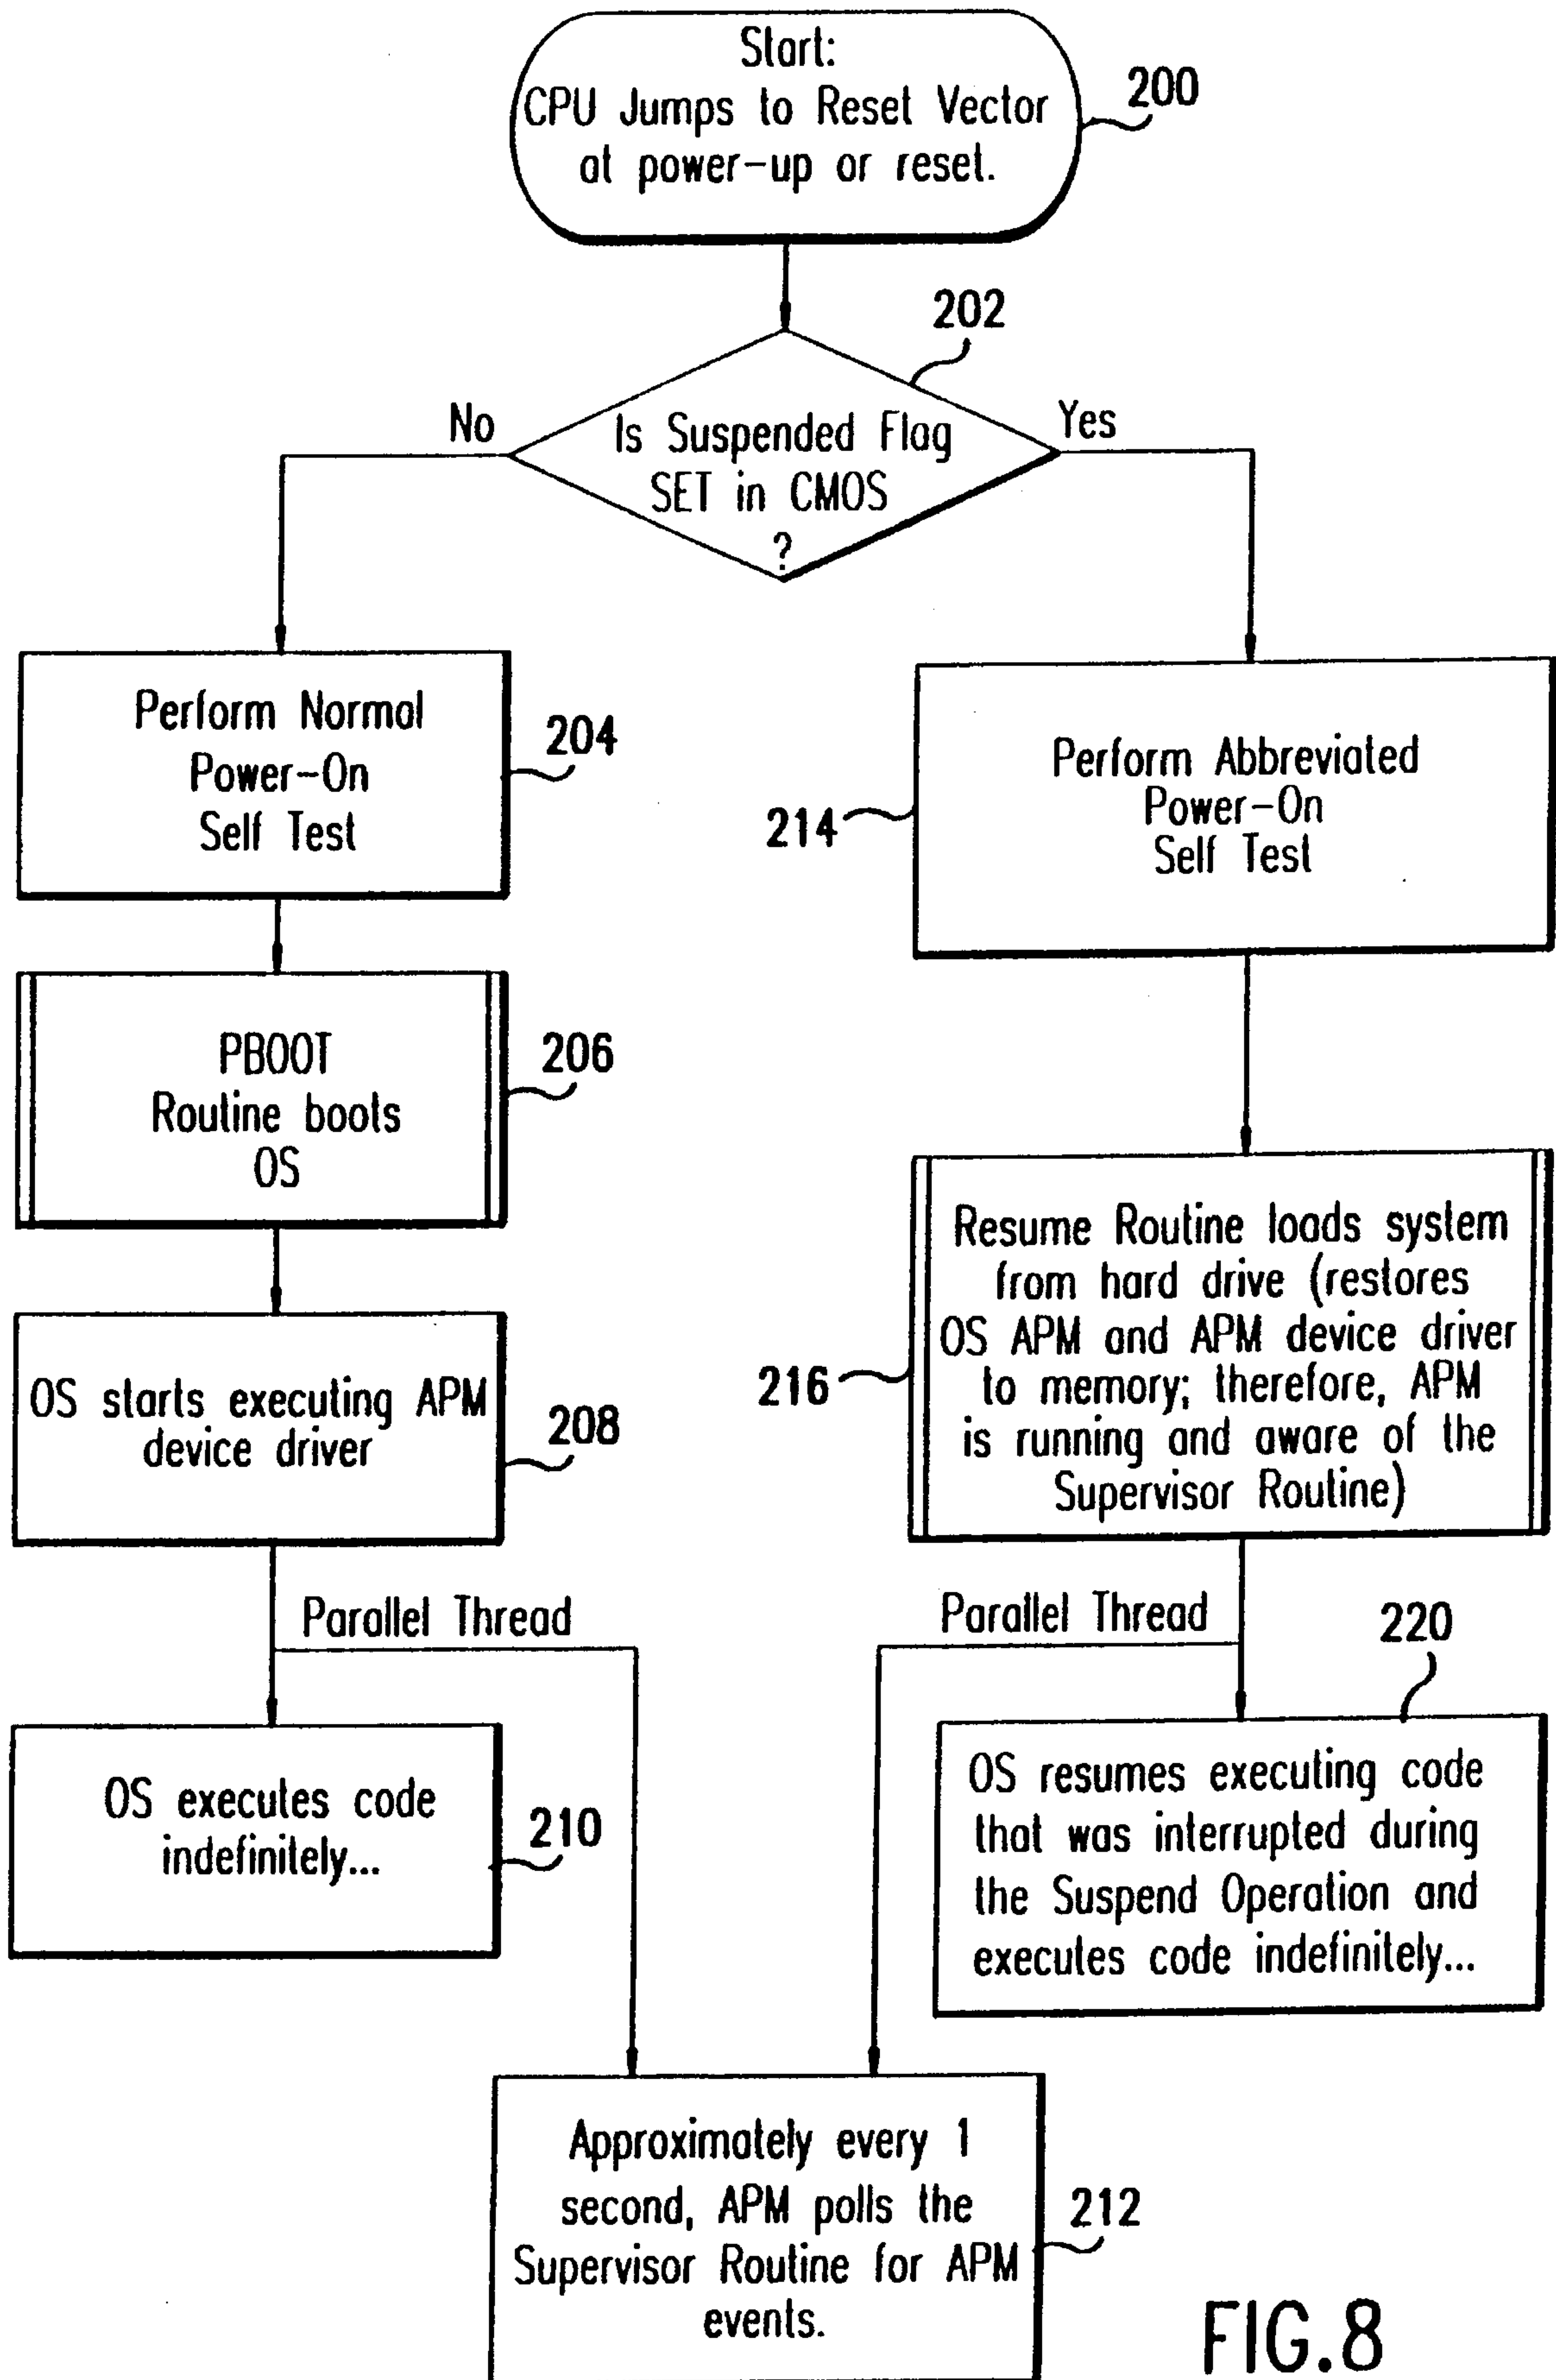 Start:
CPU Jumps to Reset Vector
at power-up or reset.
200
202
No
Is Suspended Flag
SET in CMOS
?
Yes
Perform Normal
Power-On
Self Test
204
Perform Abbreviated
Power-On
Self Test
214
PBOOT
Routine boots
OS
206
Resume Routine loads system
from hard drive (restores
OS APM and APM device driver
to memory; therefore, APM
is running and aware of the
Supervisor Routine)
216
OS starts executing APM
device driver
208
Parallel Thread
Parallel Thread
220
OS executes code
indefinitely...
210
OS resumes executing code
that was interrupted during
the Suspend Operation and
executes code indefinitely...
Approximately every 1
second, APM polls the
Supervisor Routine for APM
events.
212
FIG.8